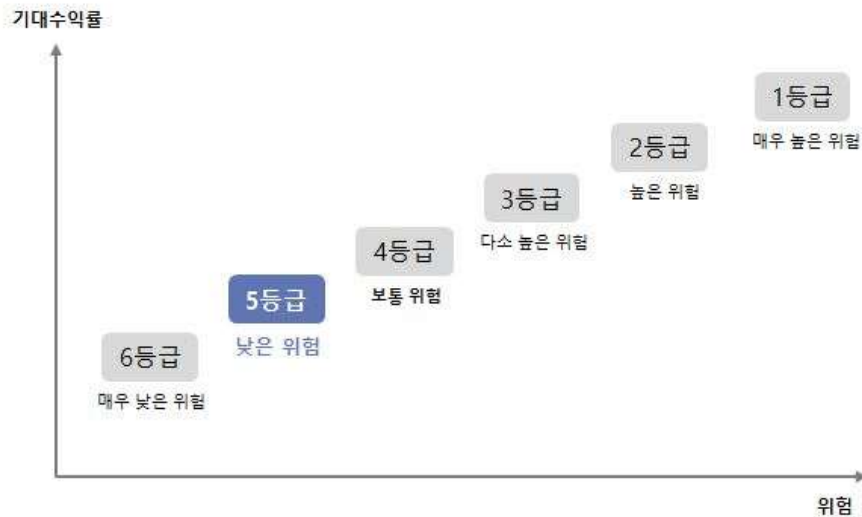 기대수익률
1등급
매우 높은 위험
2등급
높은 위험
3등급
다소 높은 위험
4등급
보통 위험
5등급
낮은 위험
6등급
매우 낮은 위험
위험